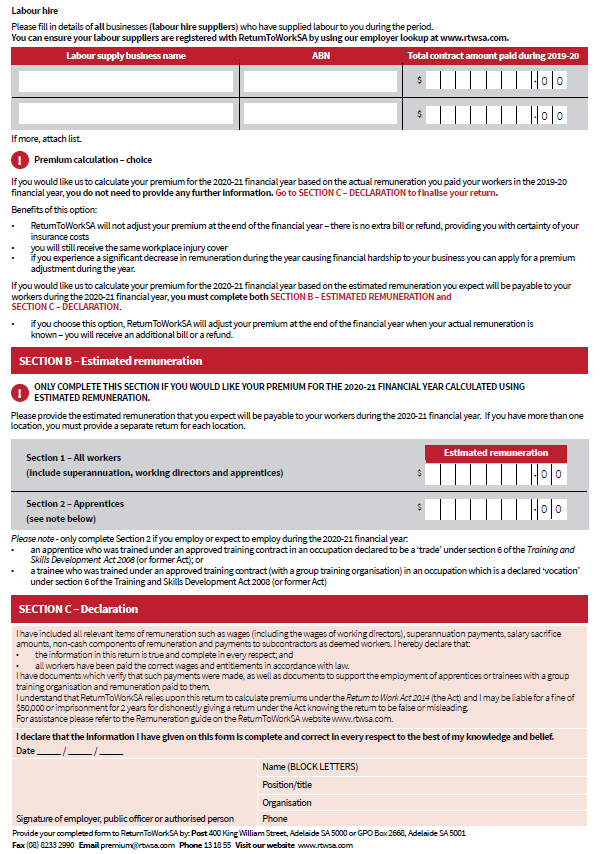 Labour hire
Please fill in details of all businesses (labour hire suppliers) who have supplied labour to you during the period.
You can ensure your labour suppliers are registered with ReturnToWorkSA by using our employer lookup at www.rtwsa.com.
Labour supply business name ABN Total contract amount paid during 2019-20
$ . 0 0
$ . 0 0
If more, attach list.
! Premium calculation – choice
If you would like us to calculate your premium for the 2020-21 financial year based on the actual remuneration you paid your workers in the 2019-20
financial year, you do not need to provide any further information. Go to SECTION C – DECLARATION to finalise your return.
Benefits of this option:
• ReturnToWorkSA will not adjust your premium at the end of the financial year – there is no extra bill or refund, providing you with certainty of your
insurance costs
• you will still receive the same workplace injury cover
• if you experience a significant decrease in remuneration during the year causing financial hardship to your business you can apply for a premium
adjustment during the year.
If you would like us to calculate your premium for the 2020-21 financial year based on the estimated remuneration you expect will be payable to your
workers during the 2020-21 financial year, you must complete both SECTION B – ESTIMATED REMUNERATION and
SECTION C – DECLARATION.
• if you choose this option, ReturnToWorkSA will adjust your premium at the end of the financial year when your actual remuneration is
known – you will receive an additional bill or a refund.
SECTION B – Estimated remuneration
! ONLY COMPLETE THIS SECTION IF YOU WOULD LIKE YOUR PREMIUM FOR THE 2020-21 FINANCIAL YEAR CALCULATED USING
ESTIMATED REMUNERATION.
Please provide the estimated remuneration that you expect will be payable to your workers during the 2020-21 financial year. If you have more than one
location, you must provide a separate return for each location.
Estimated remuneration
Section 1 – All workers
(include superannuation, working directors and apprentices) $ . 0 0
Section 2 – Apprentices $ . 0 0
(see note below)
Please note - only complete Section 2 if you employ or expect to employ during the 2020-21 financial year:
• an apprentice who was trained under an approved training contract in an occupation declared to be a 'trade' under section 6 of the Training and
Skills Development Act 2008 (or former Act); or
• a trainee who was trained under an approved training contract (with a group training organisation) in an occupation which is a declared 'vocation'
under section 6 of the Training and Skills Development Act 2008 (or former Act)
SECTION C – Declaration
I have included all relevant items of remuneration such as wages (including the wages of working directors), superannuation payments, salary sacrifice
amounts, non-cash components of remuneration and payments to subcontractors as deemed workers. I hereby declare that:
• the information in this return is true and complete in every respect; and
• all workers have been paid the correct wages and entitlements in accordance with law.
I have documents which verify that such payments were made, as well as documents to support the employment of apprentices or trainees with a group
training organisation and remuneration paid to them.
I understand that ReturnToWorkSA relies upon this return to calculate premiums under the Return to Work Act 2014 (the Act) and I may be liable for a fine of
$50,000 or imprisonment for 2 years for dishonestly giving a return under the Act knowing the return to be false or misleading.
For assistance please refer to the Remuneration guide on the ReturnToWorkSA website www.rtwsa.com.
I declare that the information I have given on this form is complete and correct in every respect to the best of my knowledge and belief.
Date _____ / _____ / _____
Name (BLOCK LETTERS)
Position/title
Organisation
Signature of employer, public officer or authorised person Phone
Provide your completed form to ReturnToWorkSA by: Post 400 King William Street, Adelaide SA 5000 or GPO Box 2668, Adelaide SA 5001
Fax (08) 8233 2990 Email premium@rtwsa.com Phone 13 18 55 Visit our website www.rtwsa.com